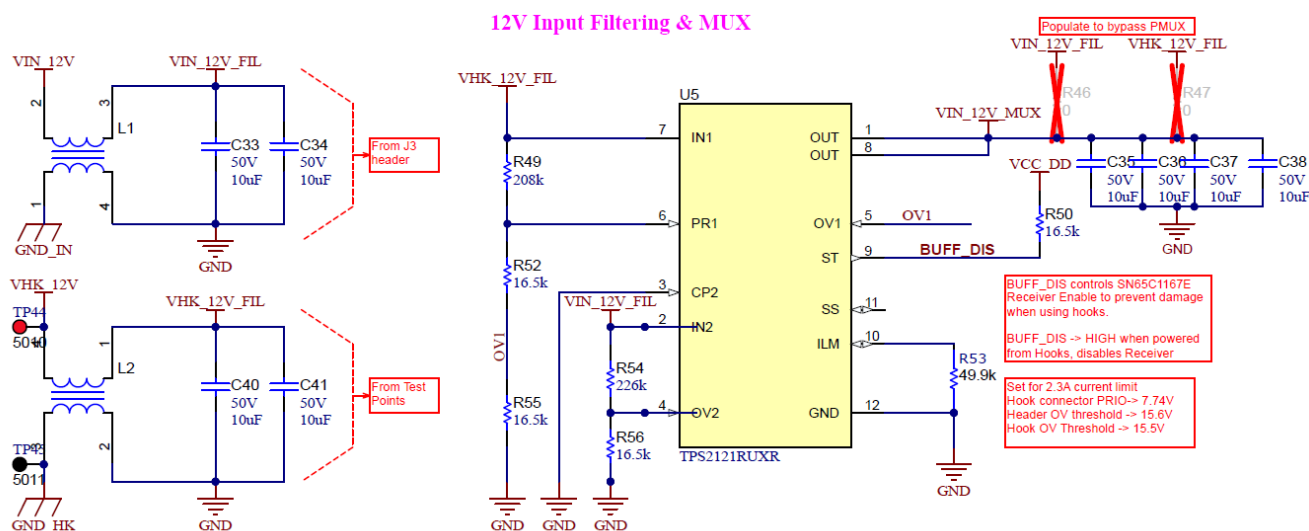 12V Input Filtering & MUX
VIN_12V
VIN_12V_FIL
2
3
L1
1
4
GND_IN
C33
50V
10uF
C34
50V
10uF
GND
From J3
header
VHK_12V
VHK_12V_FIL
TP44
5010
1
L2
2
TP45
5011
GND_HK
C40
50V
10uF
C41
50V
10uF
GND
From Test
Points
VHK_12V_FIL
R49
208k
R52
16.5k
OV1
R55
16.5k
GND
GND
VIN_12V_FIL
R54
226k
R56
16.5k
GND
U5
7
IN1
6
PR1
3
CP2
2
IN2
4
OV2
OUT
1
OUT
8
OV1
5
OV1
ST
9
BUFF_DIS
SS
11
ILM
10
GND
12
TPS2121RUXR
R53
49.9k
GND
VIN_12V_MUX
VCC_DD
R50
16.5k
Populate to bypass PMUX
VIN_12V_FIL
VHK_12V_FIL
R46
0
R47
0
C35
50V
10uF
C36
50V
10uF
C37
50V
10uF
C38
50V
10uF
GND
BUFF_DIS controls SN65C1167E
Receiver Enable to prevent damage
when using hooks.
BUFF_DIS -> HIGH when powered
from Hooks, disables Receiver
Set for 2.3A current limit
Hook connector PRIO-> 7.74V
Header OV threshold -> 15.6V
Hook OV Threshold -> 15.5V